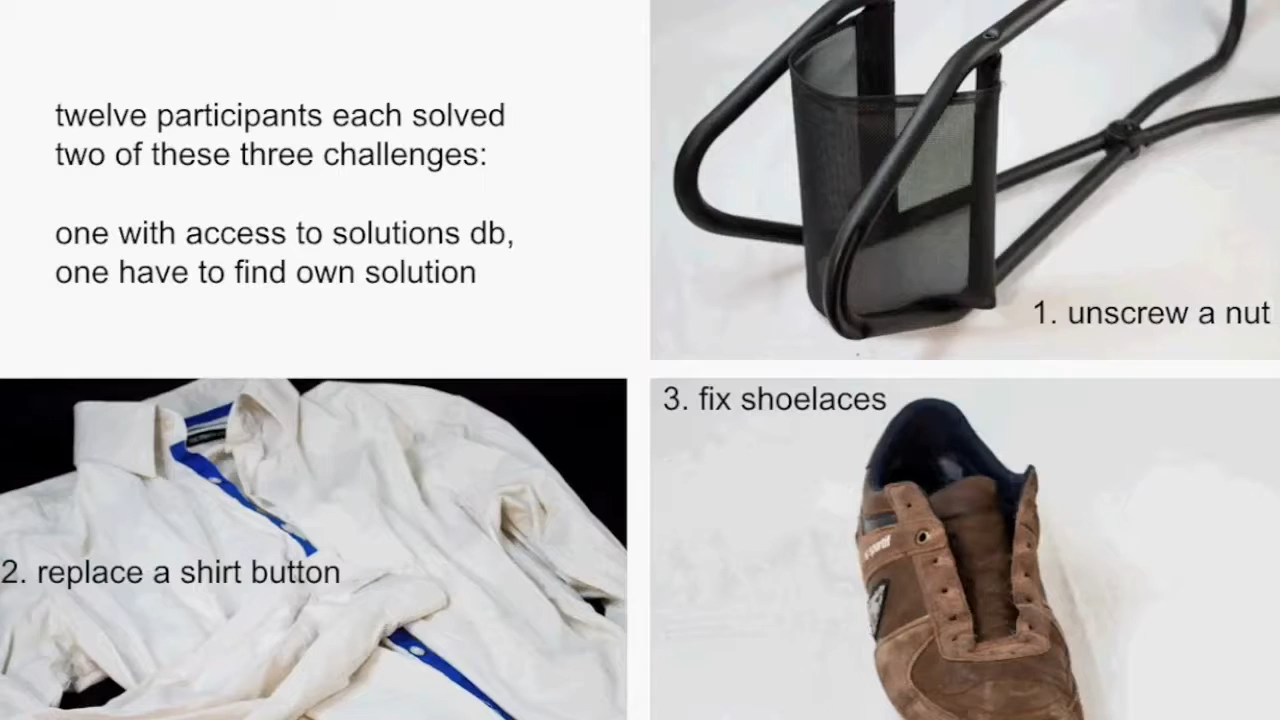 twelve participants each solved
two of these three challenges:
one with access to solutions db,
one have to find own solution
1. unscrew a nut
2. replace a shirt button
3. fix shoelaces